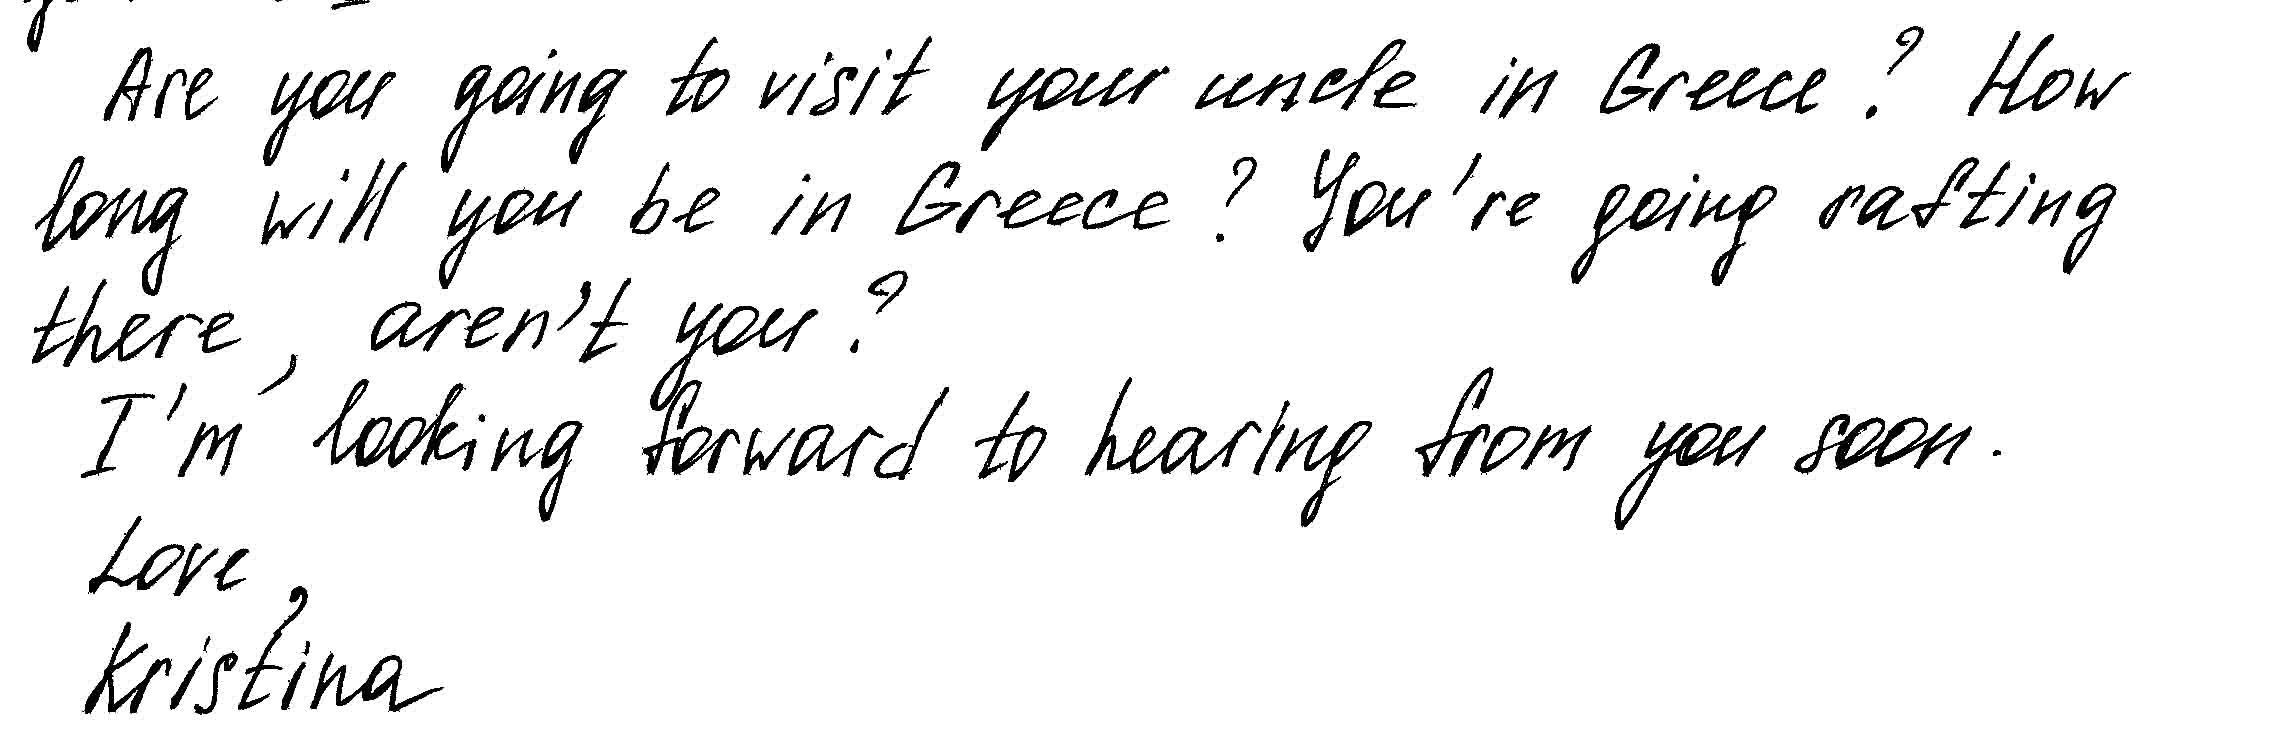 Are you going to visit your uncle in Greece? How
long will you be in Greece? You're going rafting
there, aren't you?
I'm looking forward to hearing from you soon.
Love,
Kristina